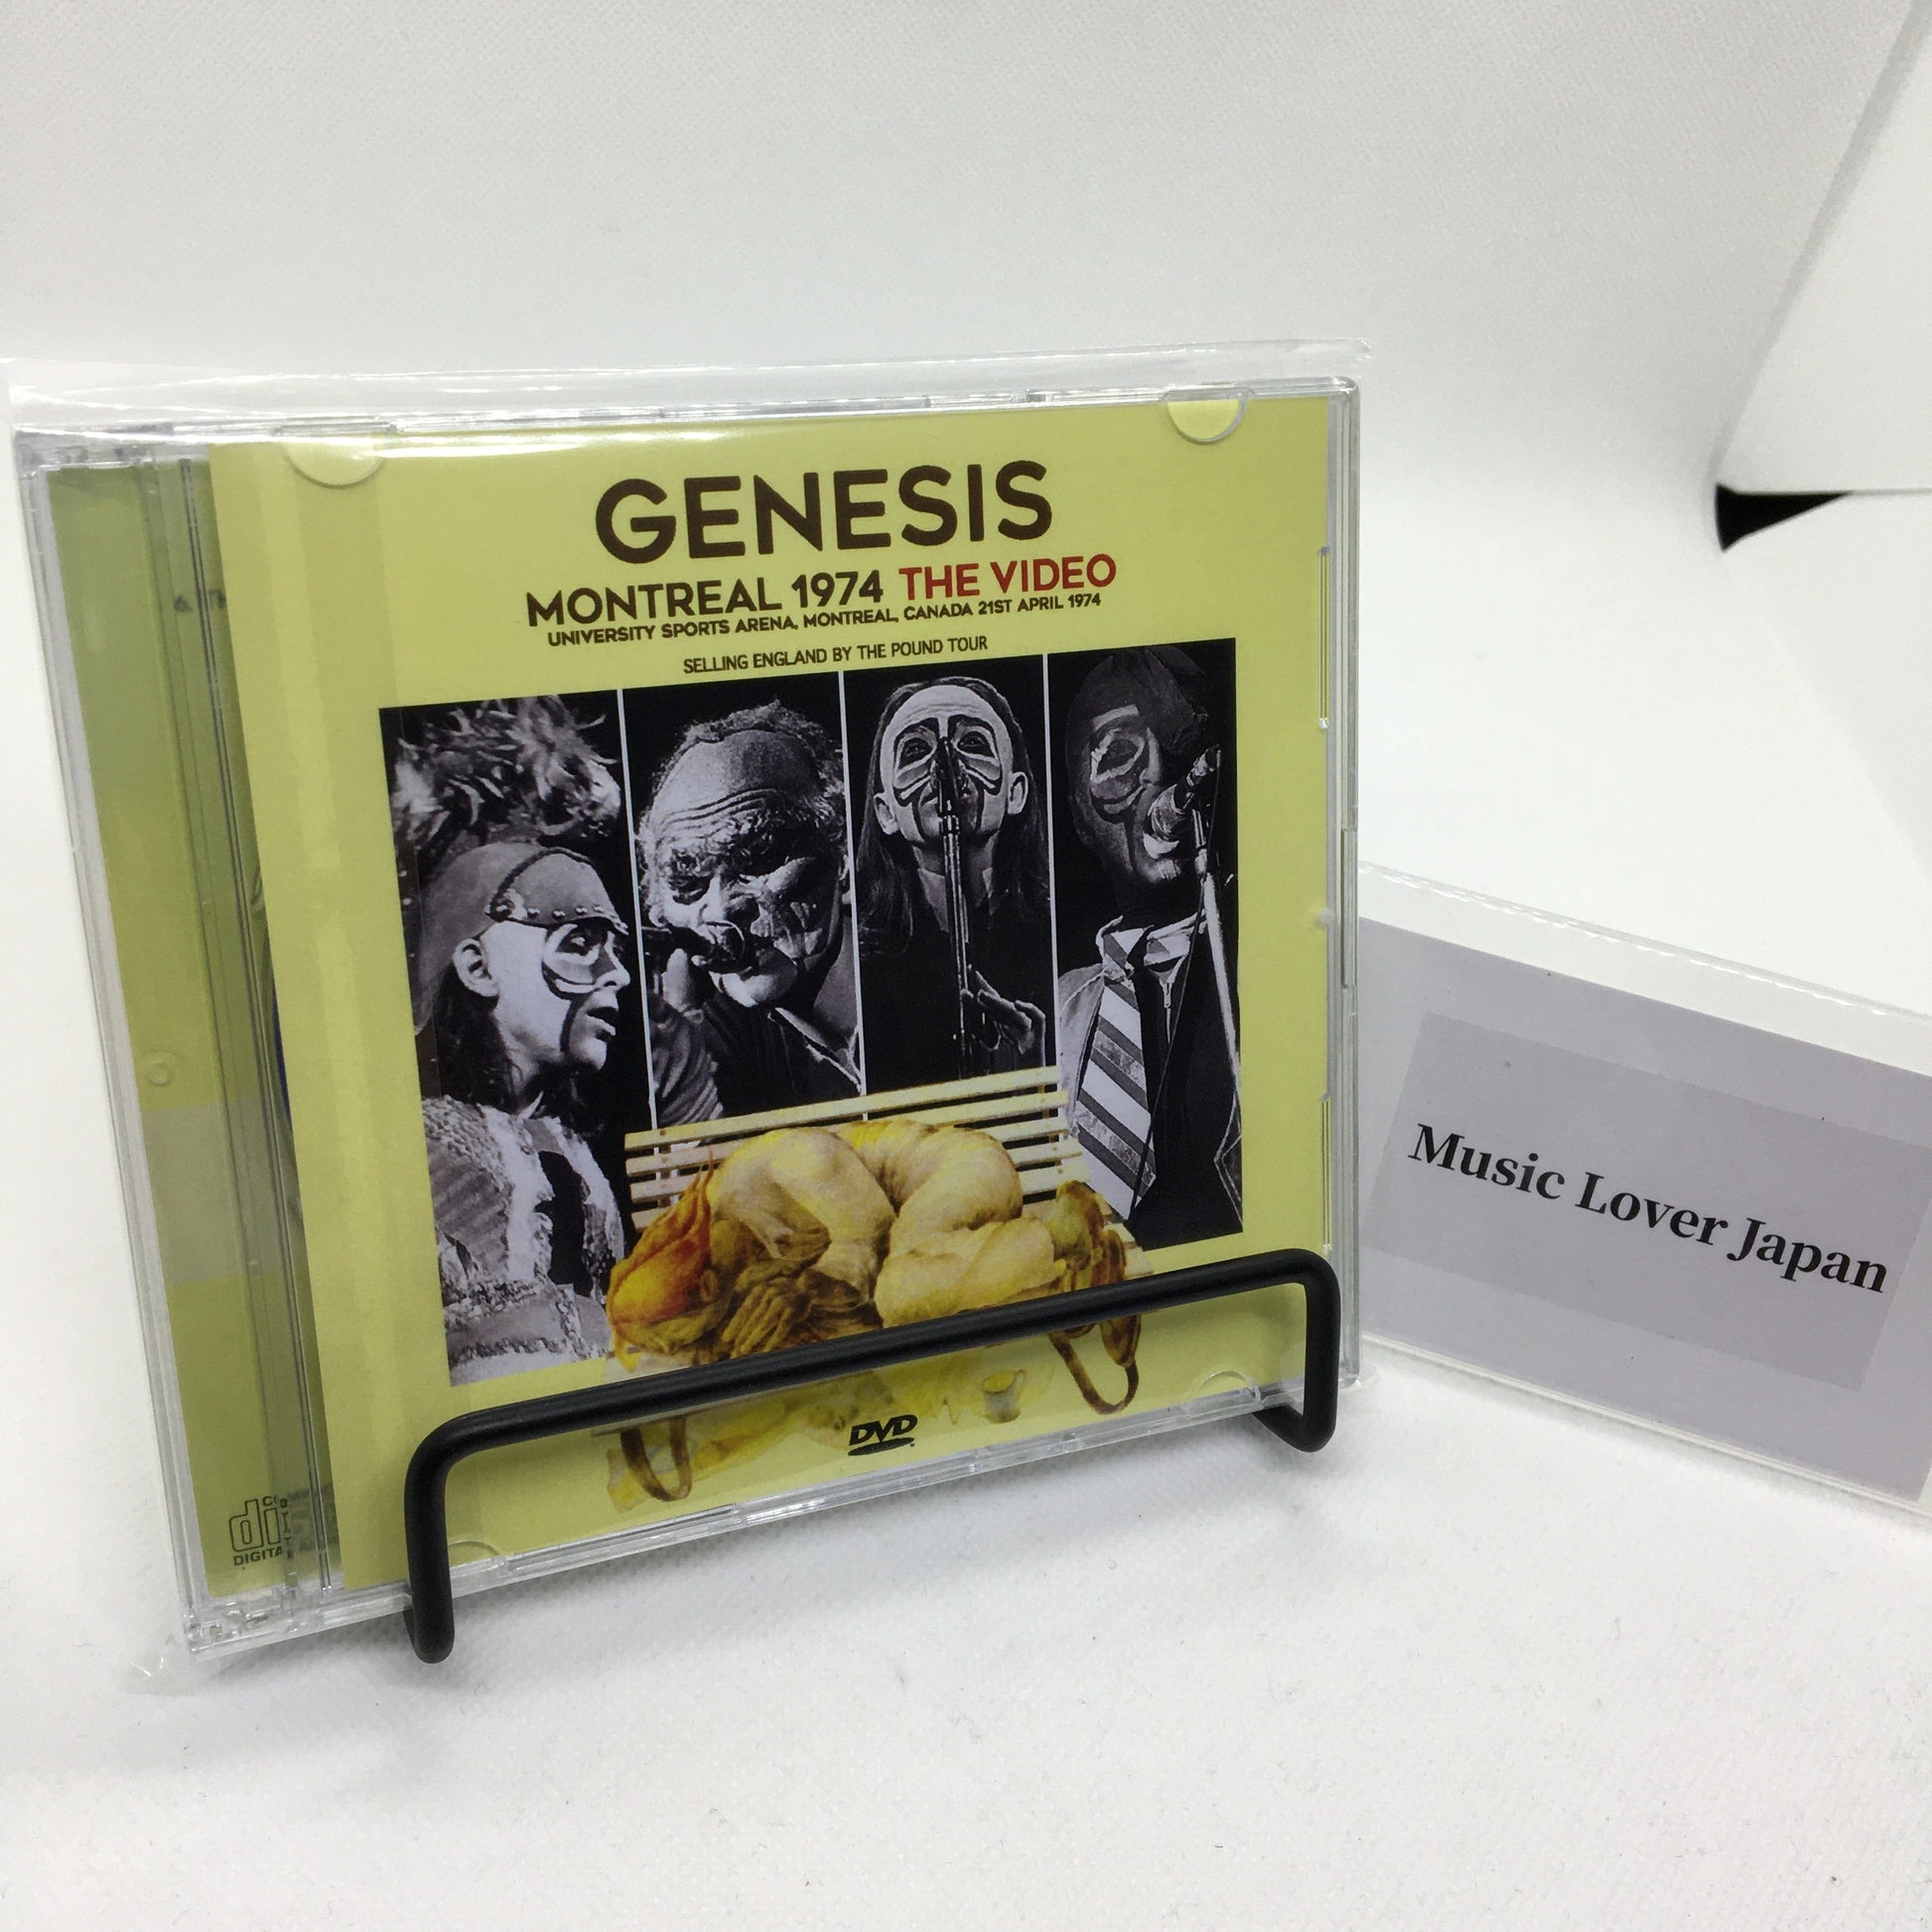 GENESIS
MONTREAL 1974 THE VIDEO
UNIVERSITY SPORTS ARENA, MONTREAL, CANADA 21ST APRIL 1974
SELLING ENGLAND BY THE POUND TOUR
DVD
Music Lover Japan